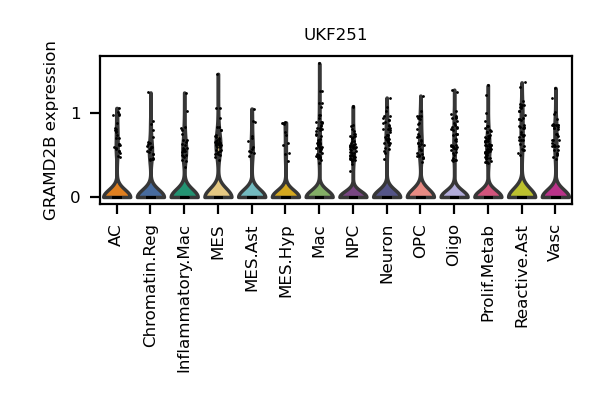 UKF251
GRAMD2B expression
1
0
AC
Chromatin.Reg
Inflammatory.Mac
MES
MES.Ast
MES.Hyp
Mac
NPC
Neuron
OPC
Oligo
Prolif.Metab
Reactive.Ast
Vasc